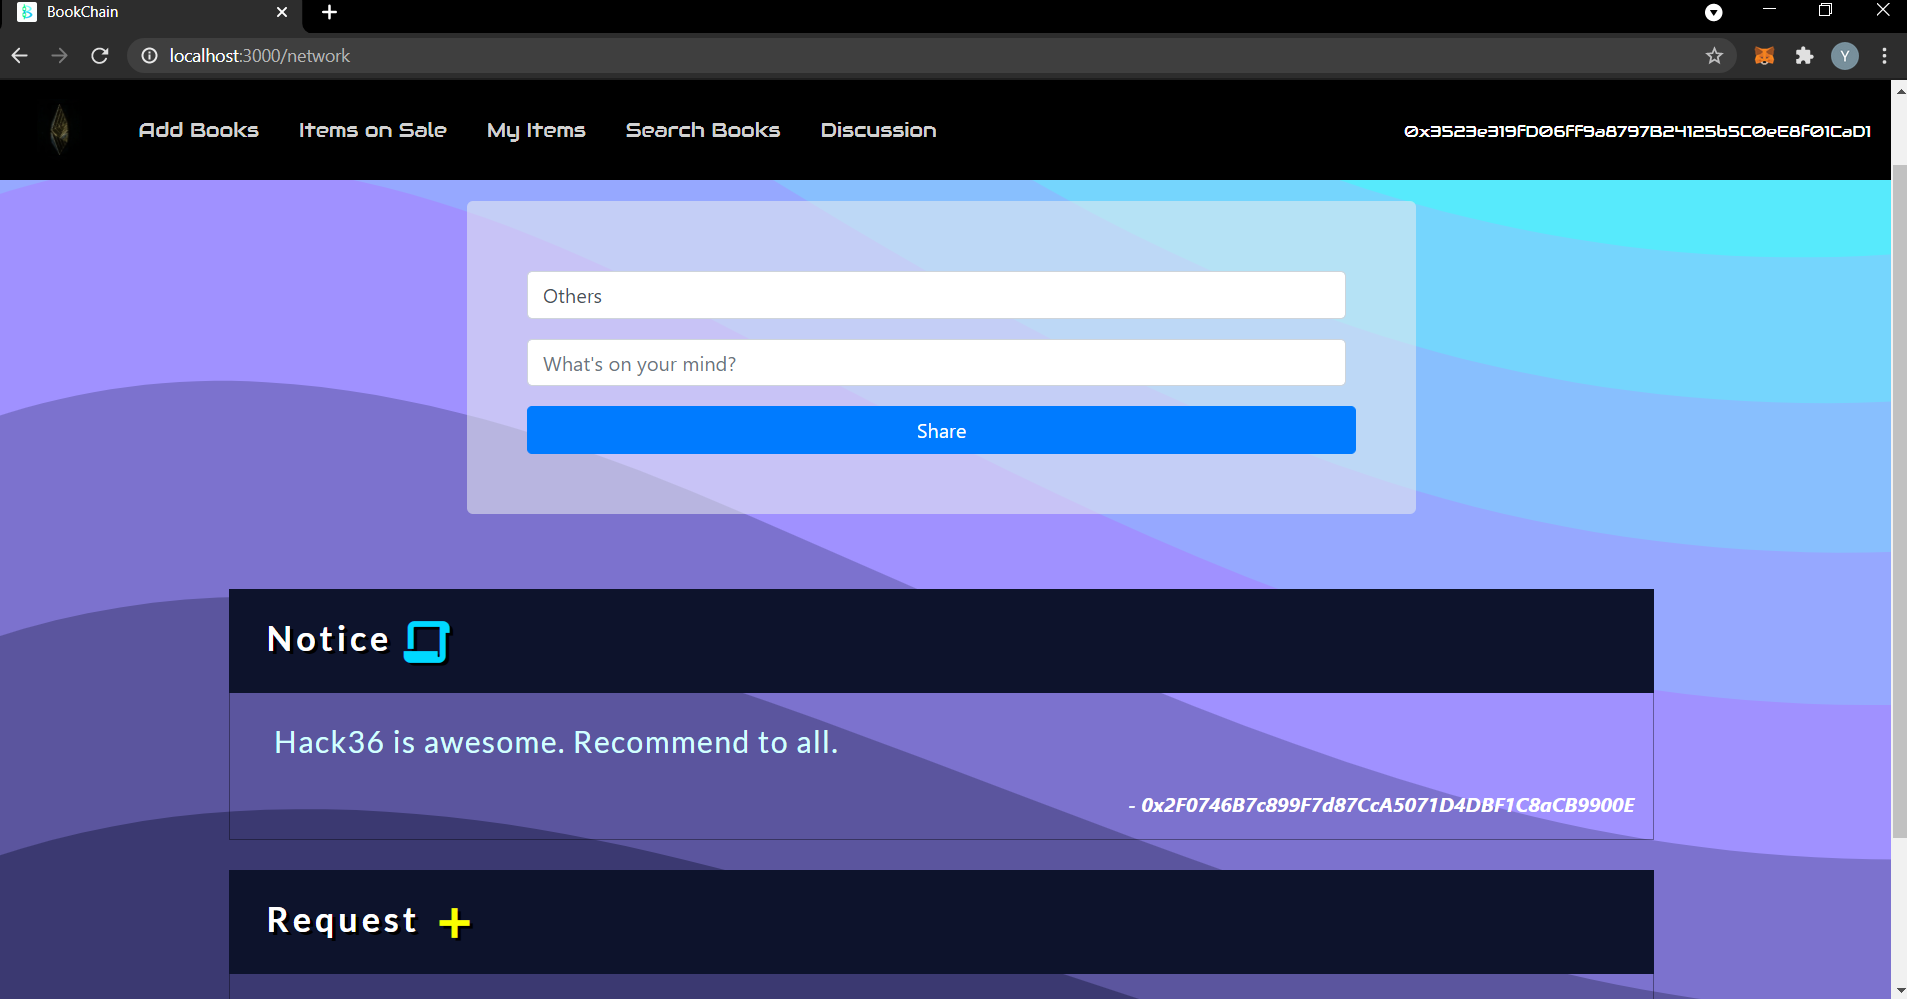 BookChain
localhost:3000/network
Y
Add Books
Items on Sale
My Items
Search Books
Discussion
0x3523e319FD06FF9a8797B24125b5C0eE8F01CaD1
Others
What's on your mind?
Share
Notice
Hack36 is awesome. Recommend to all.
- 0x2F0746B7c899F7d87CcA5071D4DBF1C8aCB9900E
Request